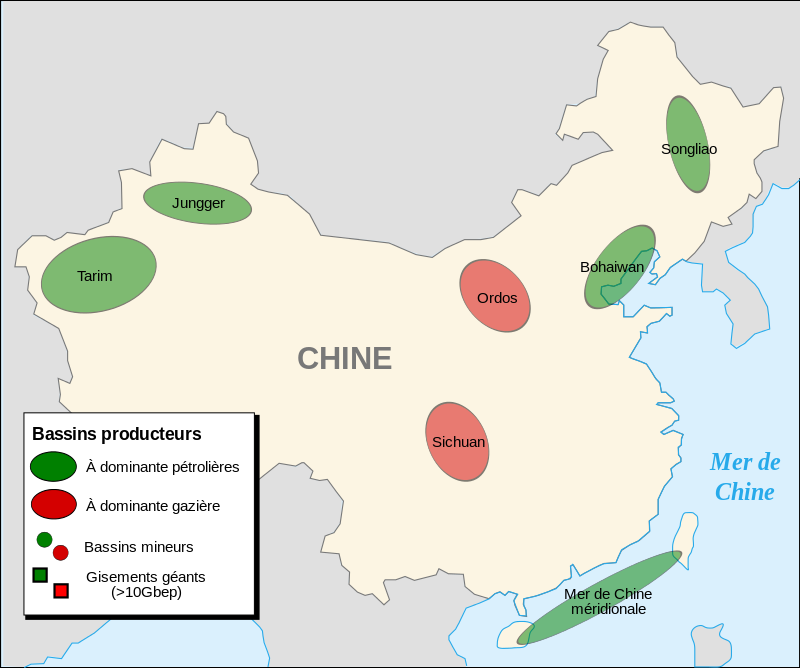 Songliao
Jungger
Tarim
Bohaiwan
Ordos
CHINE
Sichuan
Mer de
Chine
Mer de Chine
méridionale
Bassins producteurs
À dominante pétrolières
À dominante gazière
Bassins mineurs
Gisements géants
(>10Gbep)